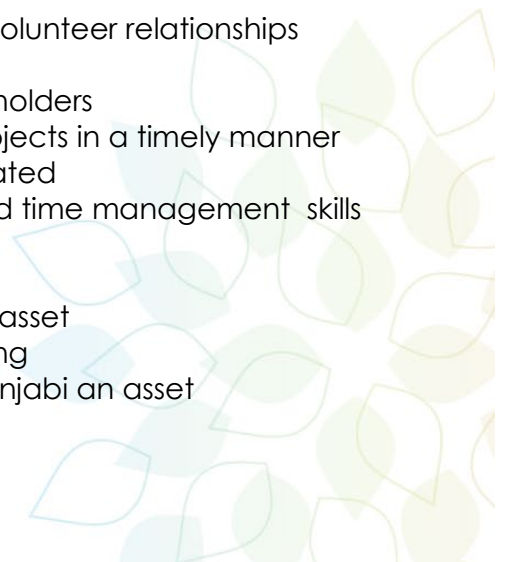 olunteer relationships
holders
jects in a timely manner
ated
d time management skills
asset
ng
njabi an asset